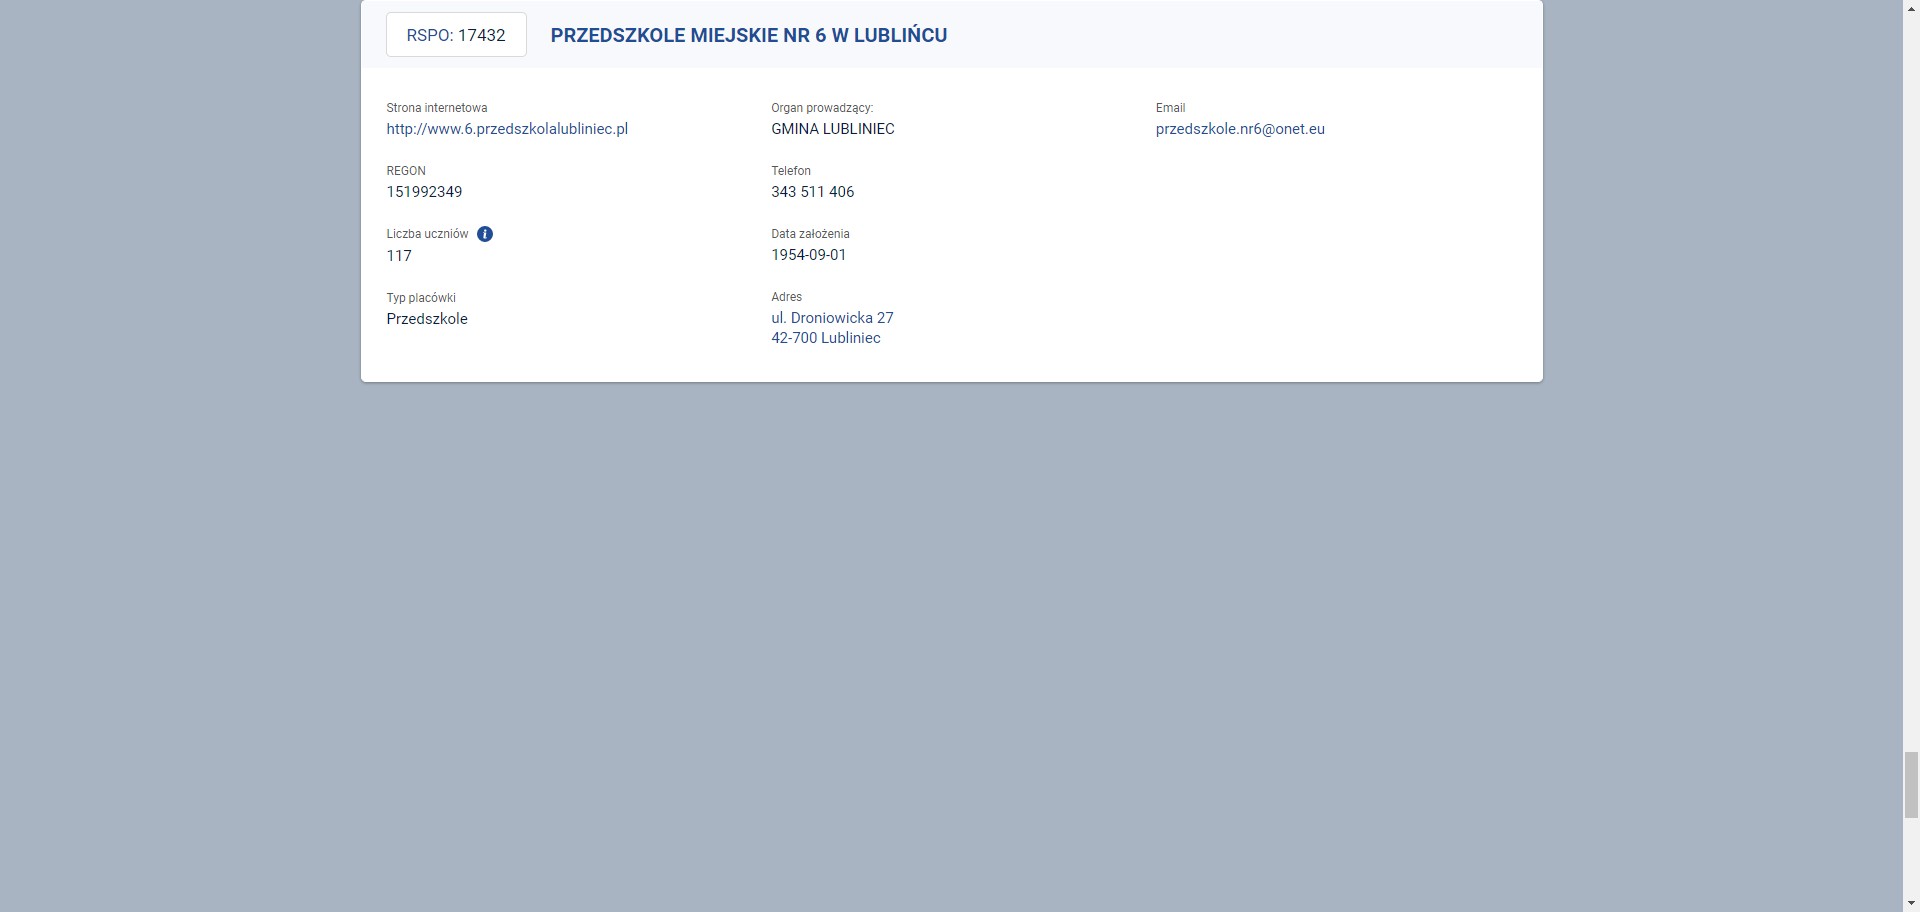 RSPO: 17432
PRZEDSZKOLE MIEJSKIE NR 6 W LUBLIŃCU
Strona internetowa
http://www.6.przedszkolalubliniec.pl
REGON
151992349
Liczba uczniów
117
Typ placówki
Przedszkole
Organ prowadzący:
GMINA LUBLINIEC
Telefon
343 511 406
Data założenia
1954-09-01
Adres
ul. Droniowicka 27
42-700 Lubliniec
Email
przedszkole.nr6@onet.eu